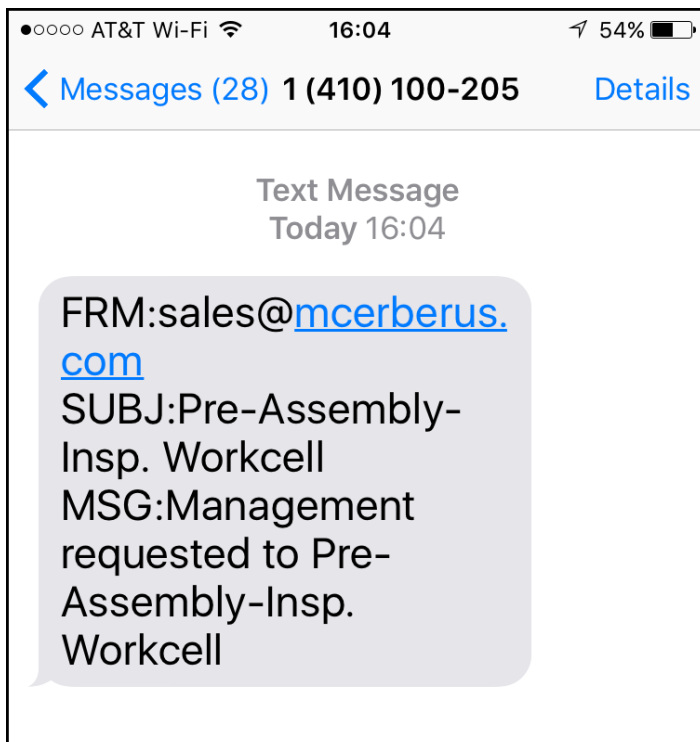 AT&T Wi-Fi 16:04 54%
Messages (28) 1 (410) 100-205 Details
Text Message
Today 16:04
FRM:sales@mcerberus.
com
SUBJ:Pre-Assembly-
Insp. Workcell
MSG:Management
requested to Pre-
Assembly-Insp.
Workcell